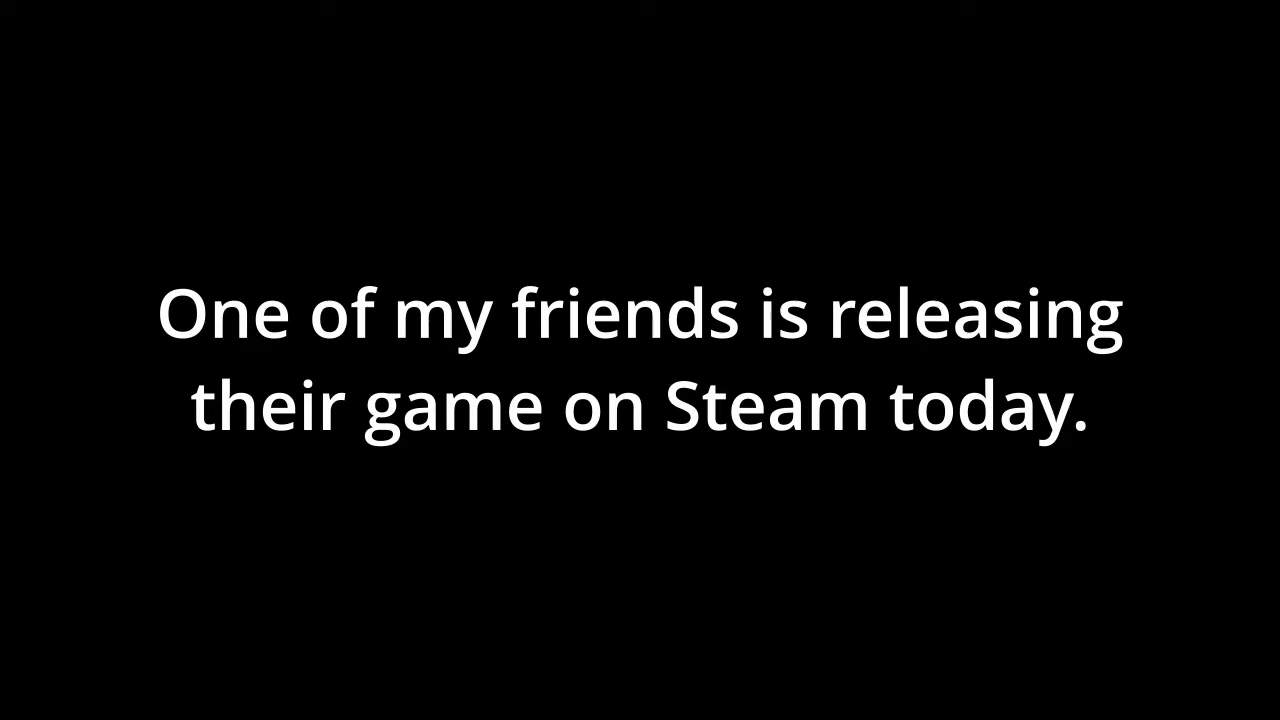 One of my friends is releasing
their game on Steam today.